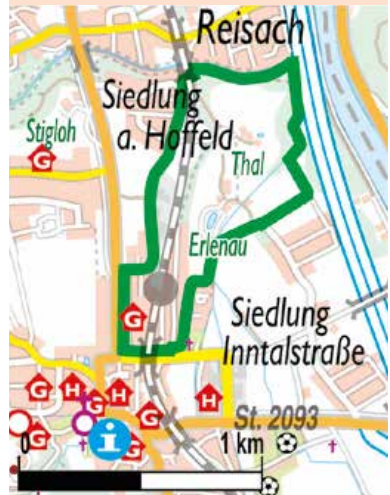 Reisach
Siedlung
a. Hoffeld
Stigloh
G
Thal
Erlenau
G
Siedlung
Inntalstraße
G
H
H
G
G
H
St. 2093
G
i
G
0
1 km